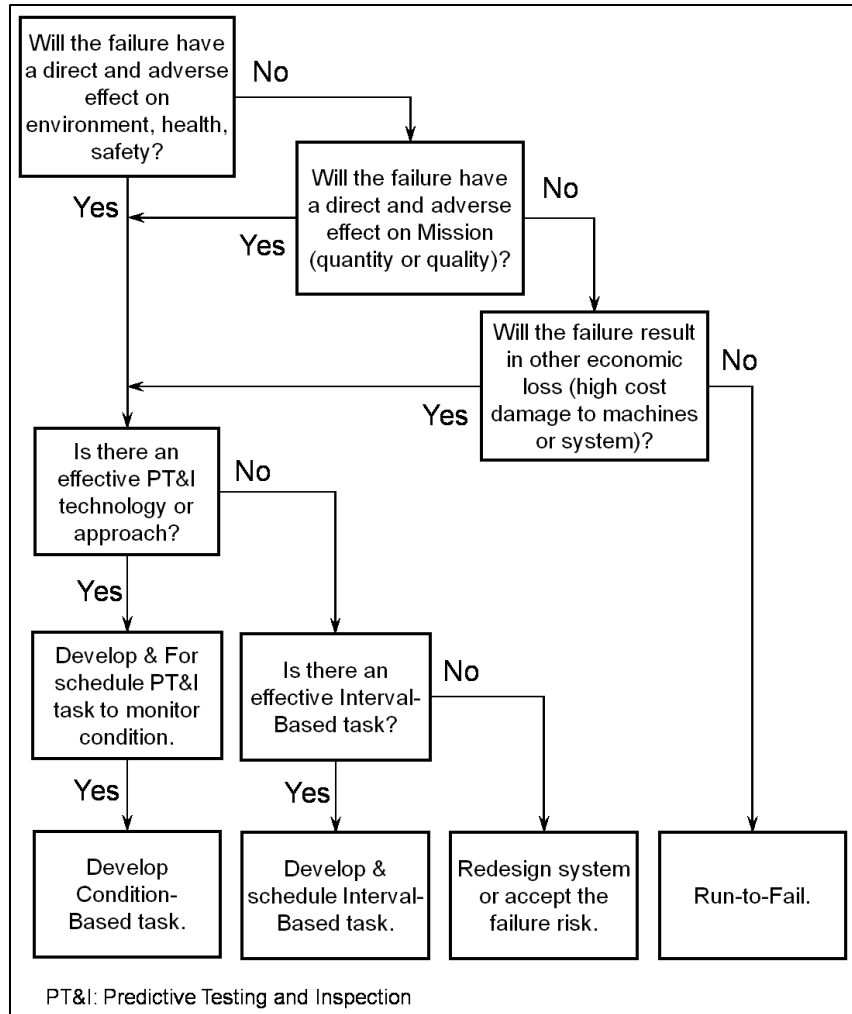 Will the failure have
a direct and adverse
effect on
environment, health,
safety?
No
Yes
Will the failure have
a direct and adverse
effect on Mission
(quantity or quality)?
No
Yes
Will the failure result
in other economic
loss (high cost
damage to machines
or system)?
No
Yes
Is there an
effective PT&I
technology or
approach?
No
Yes
Develop & For
schedule PT&I
task to monitor
condition.
Is there an
effective Interval-
Based task?
No
Yes
Yes
Develop
Condition-
Based task.
Develop &
schedule Interval-
Based task.
Redesign system
or accept the
failure risk.
Run-to-Fail.
PT&I: Predictive Testing and Inspection